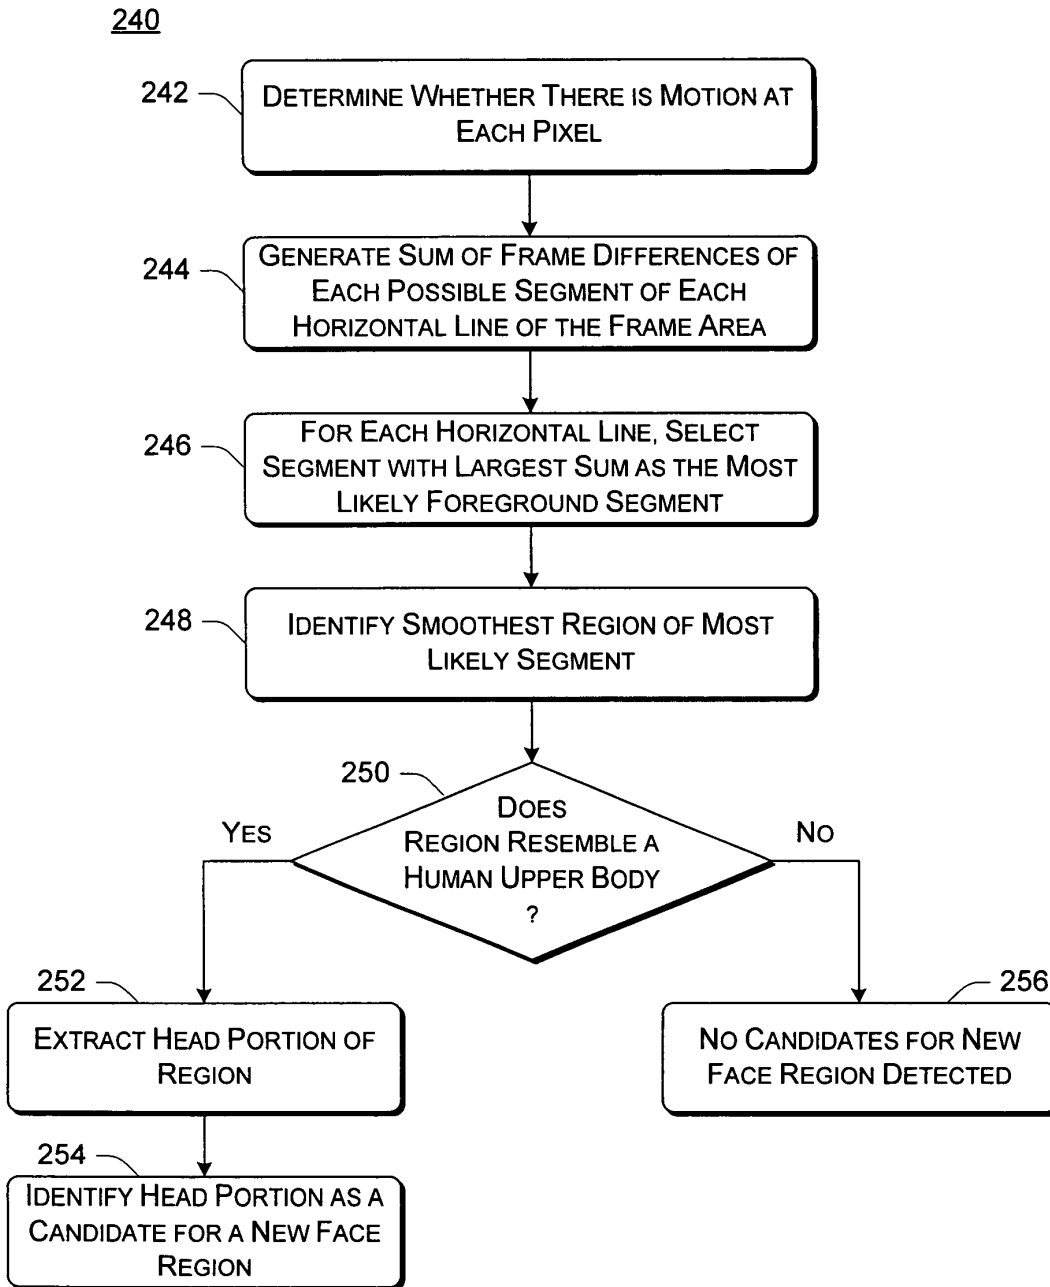 240
242
DETERMINE WHETHER THERE IS MOTION AT
EACH PIXEL
244
GENERATE SUM OF FRAME DIFFERENCES OF
EACH POSSIBLE SEGMENT OF EACH
HORIZONTAL LINE OF THE FRAME AREA
246
FOR EACH HORIZONTAL LINE, SELECT
SEGMENT WITH LARGEST SUM AS THE MOST
LIKELY FOREGROUND SEGMENT
248
IDENTIFY SMOOTHEST REGION OF MOST
LIKELY SEGMENT
250
DOES
REGION RESEMBLE A
HUMAN UPPER BODY
?
YES
NO
252
EXTRACT HEAD PORTION OF
REGION
256
NO CANDIDATES FOR NEW
FACE REGION DETECTED
254
IDENTIFY HEAD PORTION AS A
CANDIDATE FOR A NEW FACE
REGION